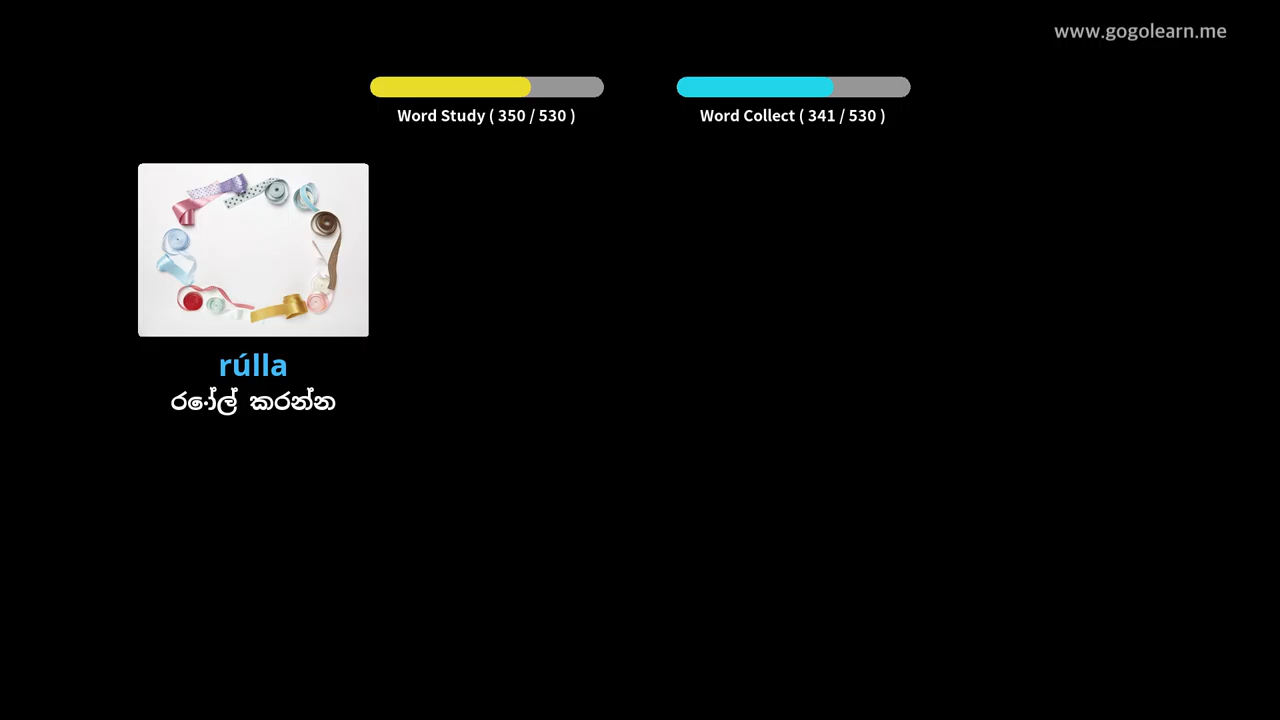 www.gogolearn.me
Word Study ( 350 / 530 )
Word Collect ( 341 / 530 )
rúlla
රෝල් කරන්න